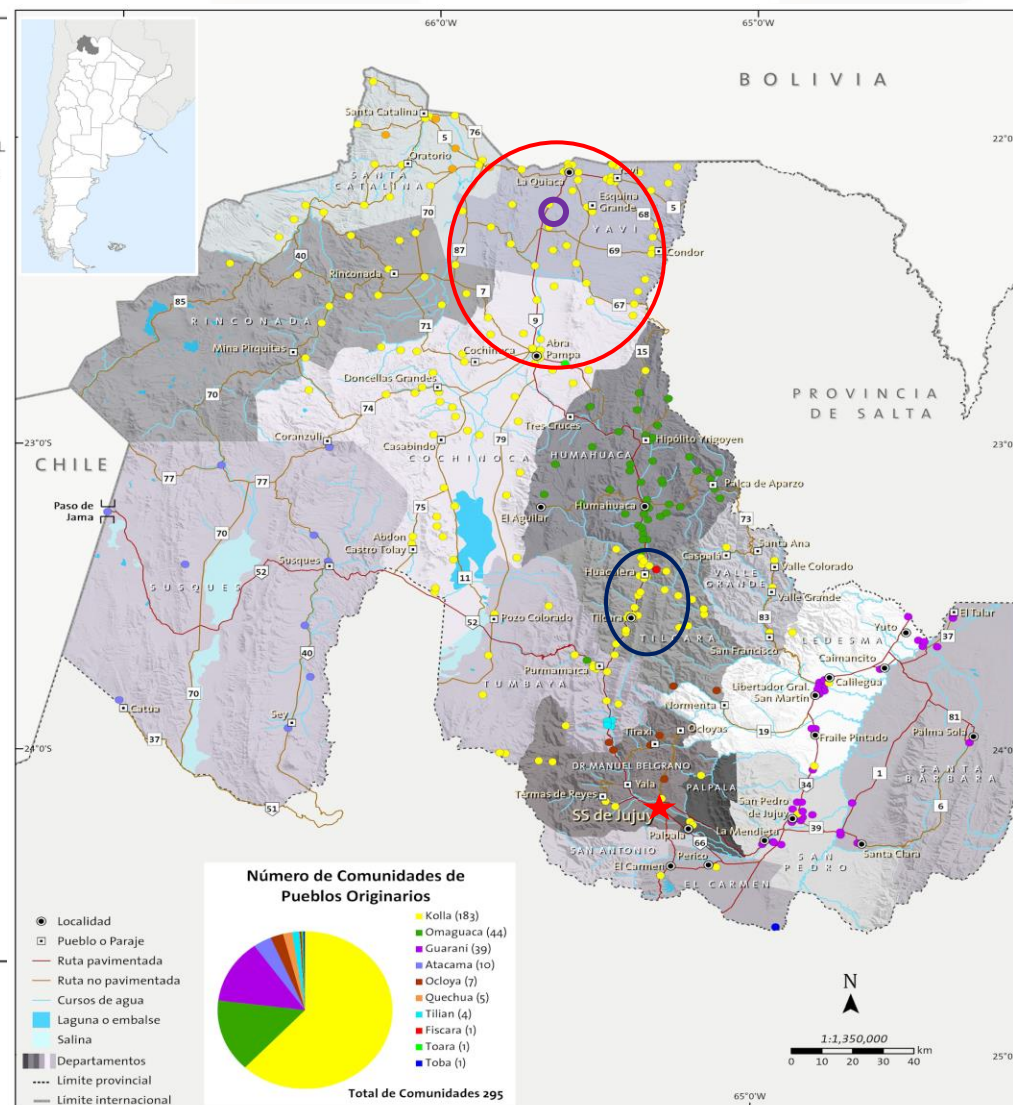 66°0'W
65°0'W
BOLIVIA
22°
Santa Catalina
76
5
Oratorio
SANTA
CATALINA
La Quiaca
Yavi
Esquina
Grande
YAVI
70
87
68
5
69
Condor
40
Rinconada
7
67
85
RINCONADA
71
9
Abra
Pampa
15
Cochinoca
Mina Pirquitas
Doncellas Grandes
PROVINCIA
DE SALTA
70
74
Tres Cruces
23°0'S
Coranzuli
Casabindo
79
COCHINOCA
Hipólito Yrigoyen
HUMAHUACA
23°0
CHILE
77
77
Palca de Aparzo
Paso de
Jama
75
El Aguilar
Humahuaca
73
70
Abdon
Castro Tolay
Santa Ana
Caspalá
Valle Colorado
VALLE
GRANDE
SUSQUES
52
Susques
Huacalera
11
Valle Grande
El Talar
52
Pozo Colorado
Tilcara
TILCARA
83
Yuto
37
San Francisco
LEDESMA
40
Purmamarca
Caimancito
TUMBAYA
Libertador Gral.
San Martín
Calilegua
70
Catua
Sey
Normenta
81
Ocloyas
Tiraxi
19
Fraile Pintado
Palma Sola
24°0'S
24°0
37
DR.MANUEL BELGRANO
1
SANTA
BÁRBARA
Yala
PALPALA
34
51
Termas de Reyes
San Pedro
de Jujuy
6
SS de Jujuy
Palpala
La Mendieta
39
66
Santa Clara
SAN ANTONIO
Perico
SAN
PEDRO
El Carmen
EL CARMEN
Número de Comunidades de
Pueblos Originarios
Kolla (183)
Omaguaca (44)
Guaraní (39)
Atacama (10)
Ocloya (7)
Quechua (5)
Tilian (4)
Fiscara (1)
Toara (1)
Toba (1)
Total de Comunidades 295
Localidad
Pueblo o Paraje
Ruta pavimentada
Ruta no pavimentada
Cursos de agua
Laguna o embalse
Salina
Departamentos
Límite provincial
Límite internacional
N
1:1,350,000
0 10 20 30 40 km
25°0
65°0'W